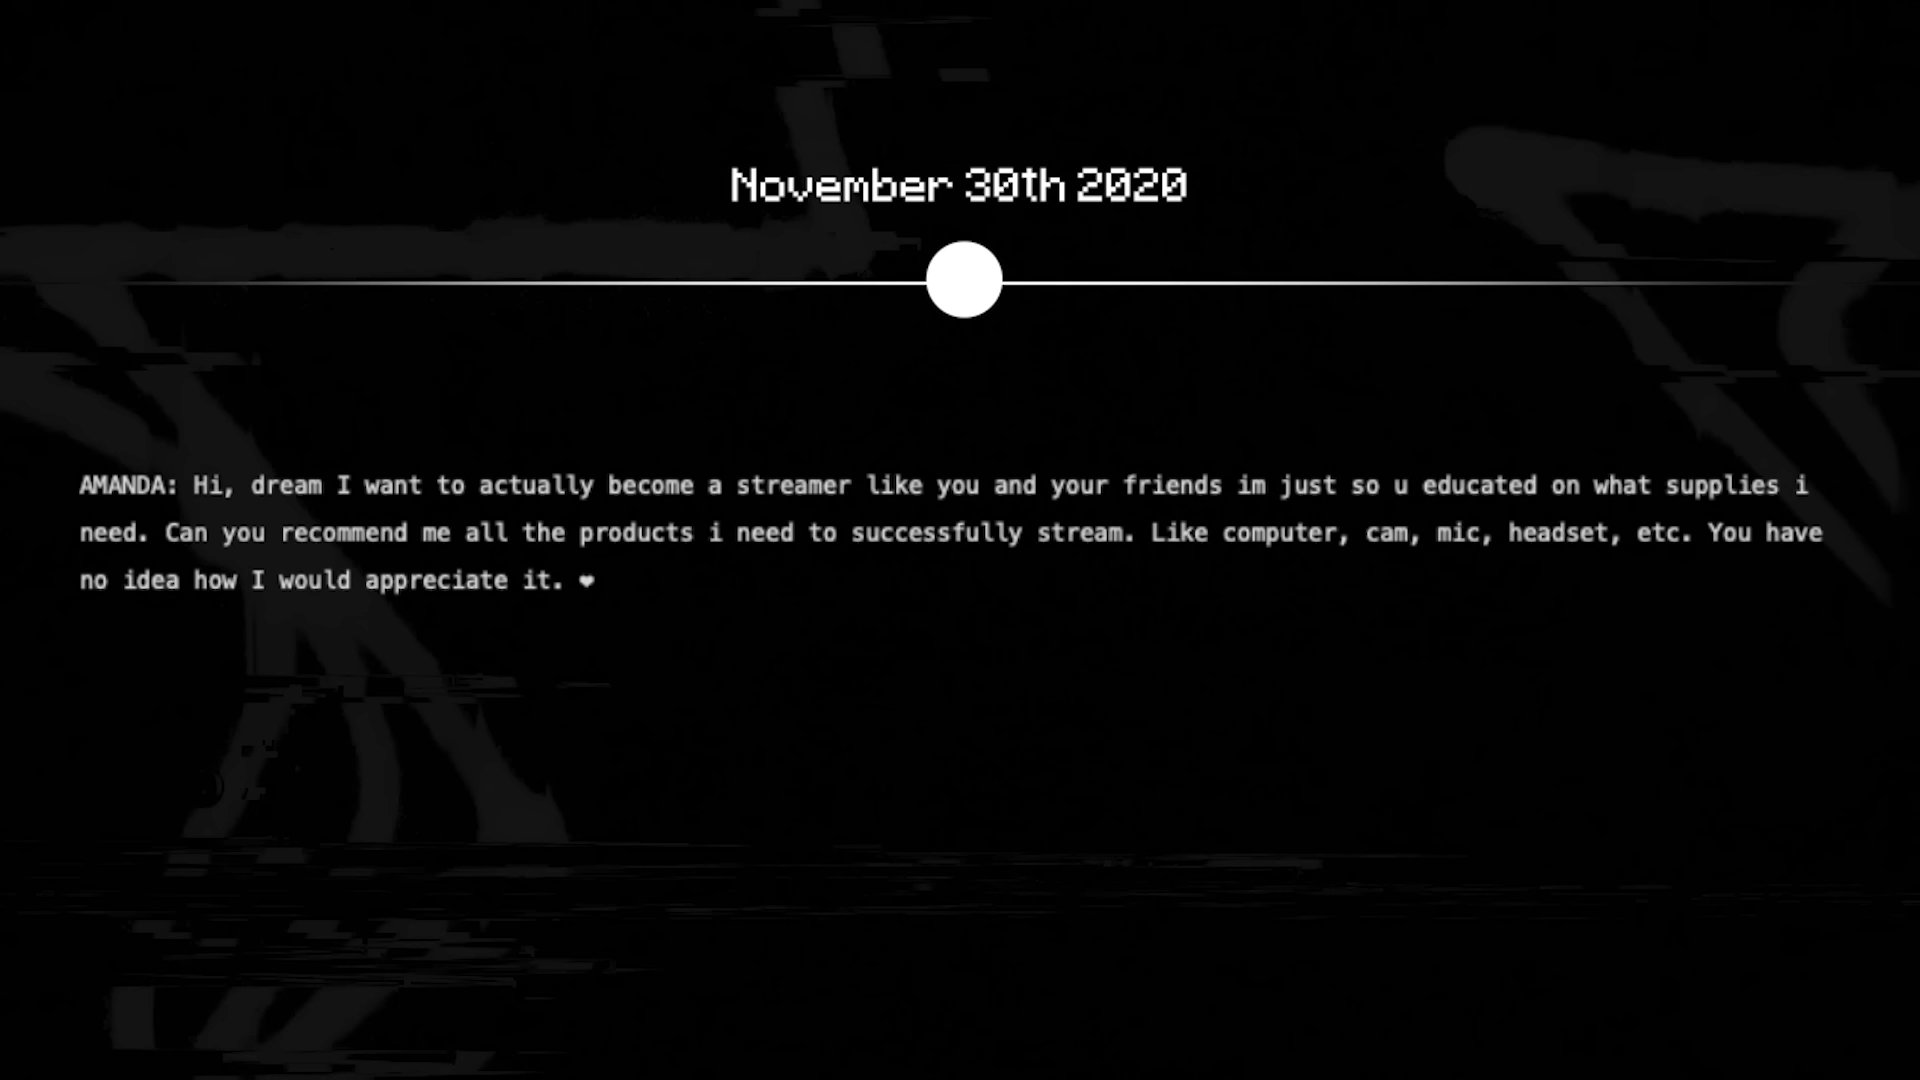 November 30th 2020
AMANDA: Hi, dream I want to actually become a streamer like you and your friends im just so u educated on what supplies i
need. Can you recommend me all the products i need to successfully stream. Like computer, cam, mic, headset, etc. You have
no idea how I would appreciate it. ❤